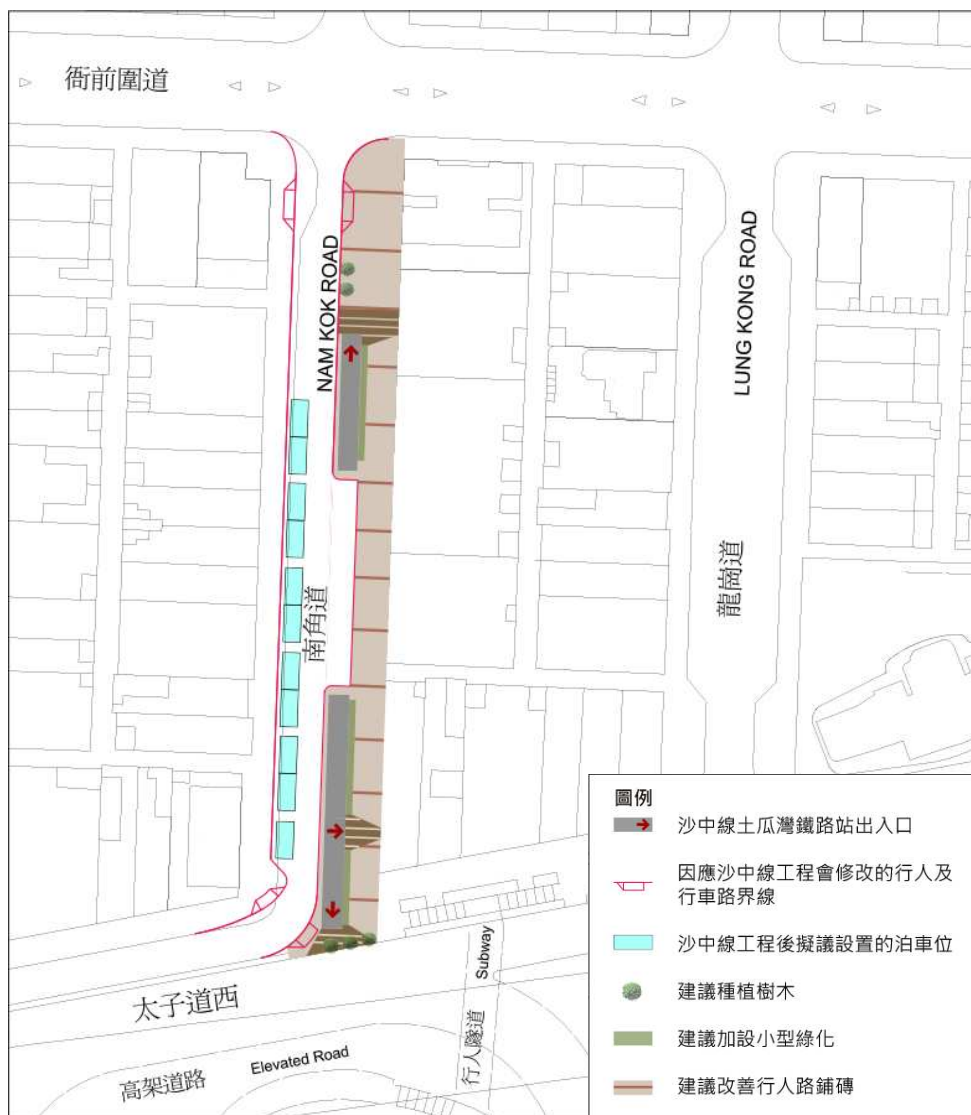 衙前圍道
NAM KOK ROAD
LUNG KONG ROAD
南角道
龍崗道
圖例
沙中線土瓜灣鐵路站出入口
因應沙中線工程會修改的行人及
行車路界線
沙中線工程後擬議設置的泊車位
建議種植樹木
建議加設小型綠化
建議改善行人路鋪磚
太子道西
Subway
行人隧道
高架道路
Elevated Road